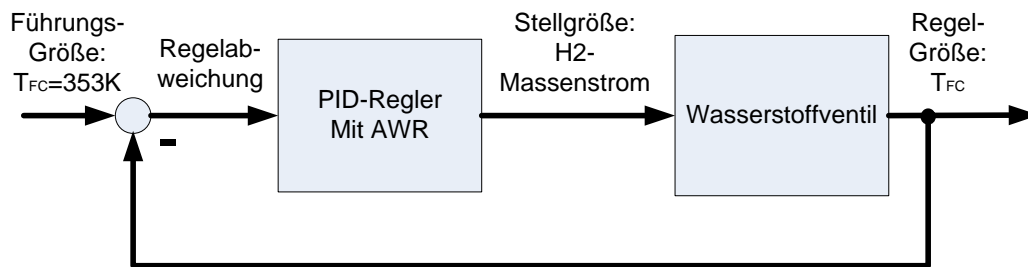 Führungs-
Größe:
TFC=353K
Regelab-
weichung
PID-Regler
Mit AWR
Stellgröße:
H2-
Massenstrom
Wasserstoffventil
Regel-
Größe:
TFC
-